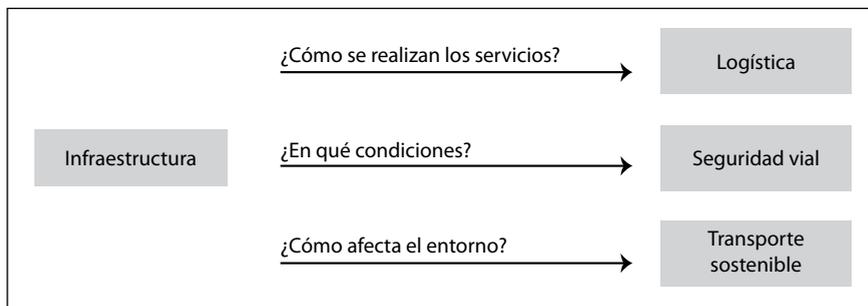 ¿Cómo se realizan los servicios?
Logística
Infraestructura
¿En qué condiciones?
Seguridad vial
¿Cómo afecta el entorno?
Transporte
sostenible